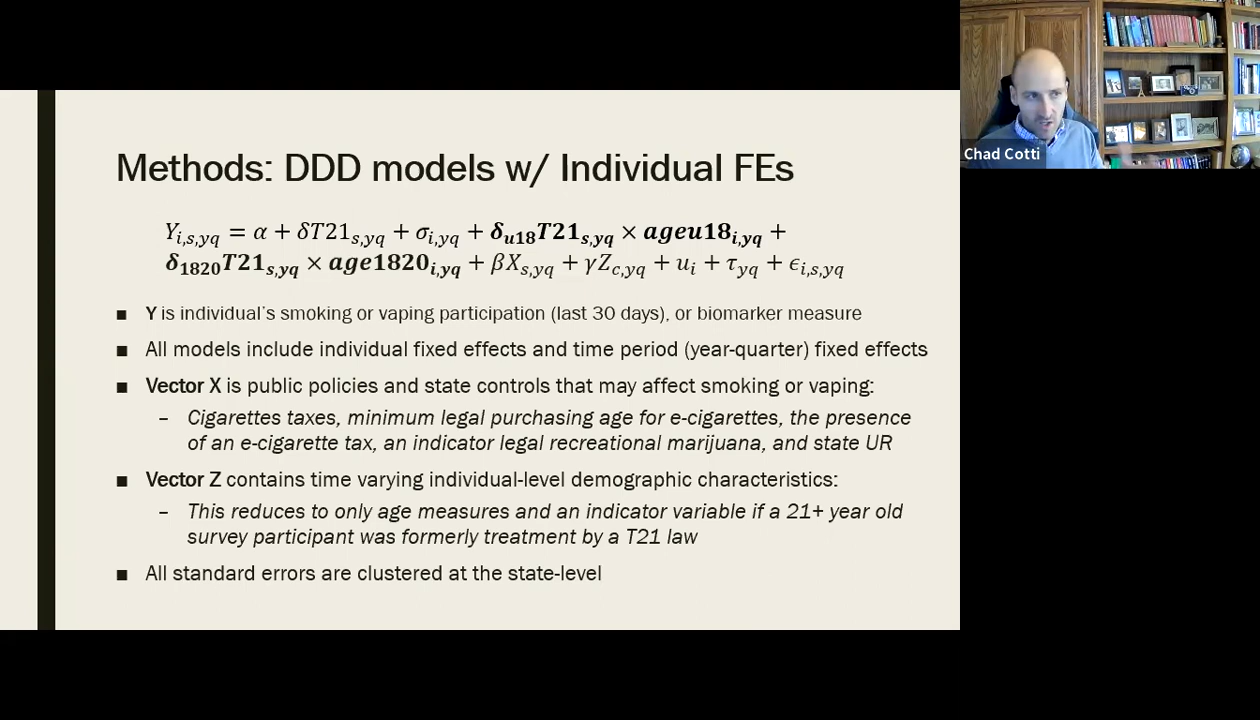 Chad Cotti
Methods: DDD models w/ Individual FEs
Y_{i,s,yq} = α + δT21_{s,yq} + σ_{i,yq} + δ_{u18}T21_{s,yq} × ageu18_{i,yq} +
δ_{1820}T21_{s,yq} × age1820_{i,yq} + βX_{s,yq} + γZ_{c,yq} + u_i + τ_{yq} + ϵ_{i,s,yq}
■ Y is individual's smoking or vaping participation (last 30 days), or biomarker measure
■ All models include individual fixed effects and time period (year-quarter) fixed effects
■ Vector X is public policies and state controls that may affect smoking or vaping:
– Cigarettes taxes, minimum legal purchasing age for e-cigarettes, the presence
of an e-cigarette tax, an indicator legal recreational marijuana, and state UR
■ Vector Z contains time varying individual-level demographic characteristics:
– This reduces to only age measures and an indicator variable if a 21+ year old
survey participant was formerly treatment by a T21 law
■ All standard errors are clustered at the state-level